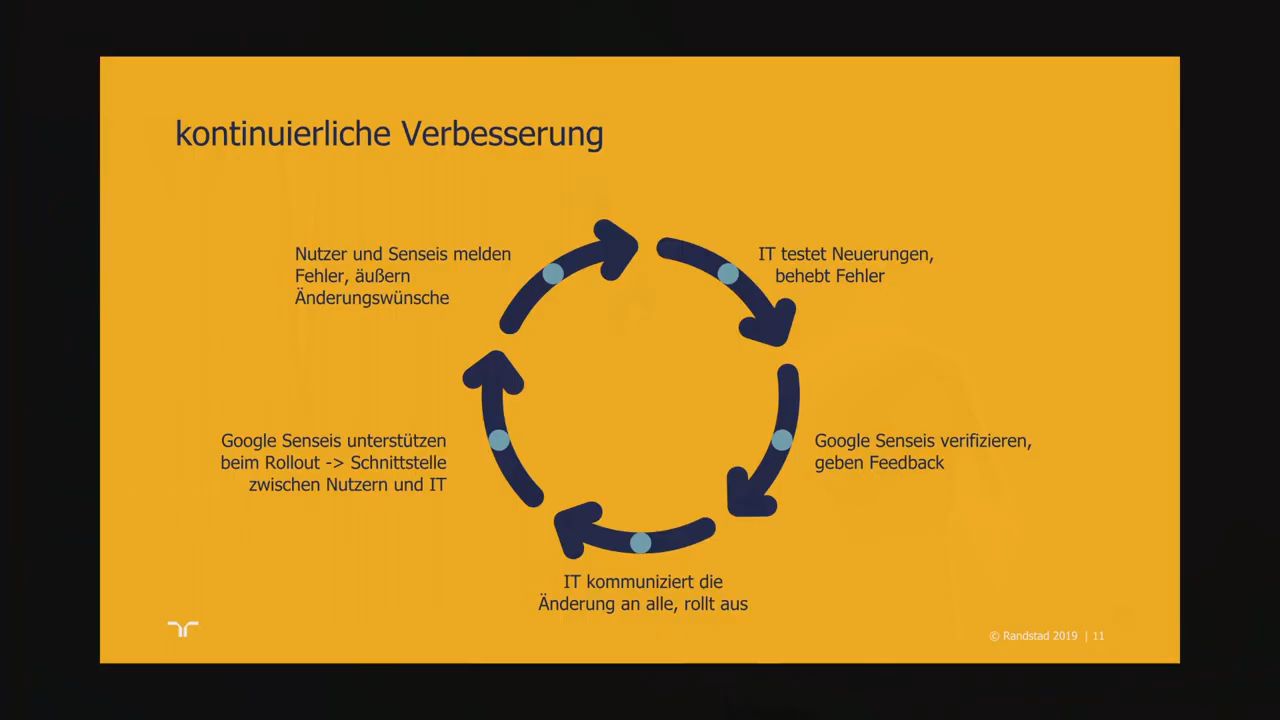 kontinuierliche Verbesserung
Nutzer und Senseis melden
Fehler, äußern
Änderungswünsche
IT testet Neuerungen,
behebt Fehler
Google Senseis unterstützen
beim Rollout -> Schnittstelle
zwischen Nutzern und IT
Google Senseis verifizieren,
geben Feedback
IT kommuniziert die
Änderung an alle, rollt aus
© Randstad 2019 | 11